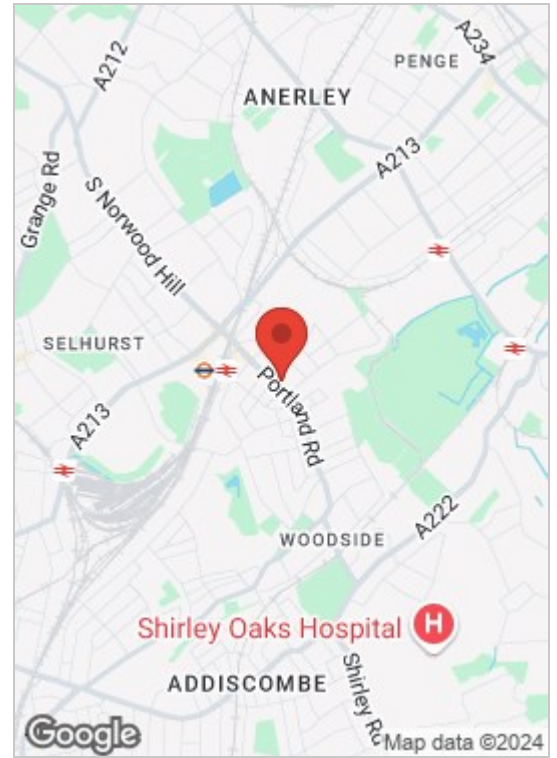 A212
A234
PENGE
ANERLEY
A213
Grange Rd
S Norwood Hill
SELHURST
Portland Rd
A213
A222
WOODSIDE
Shirley Oaks Hospital
H
ADDISCOMBE
Shirley Rd
Google
Map data ©2024